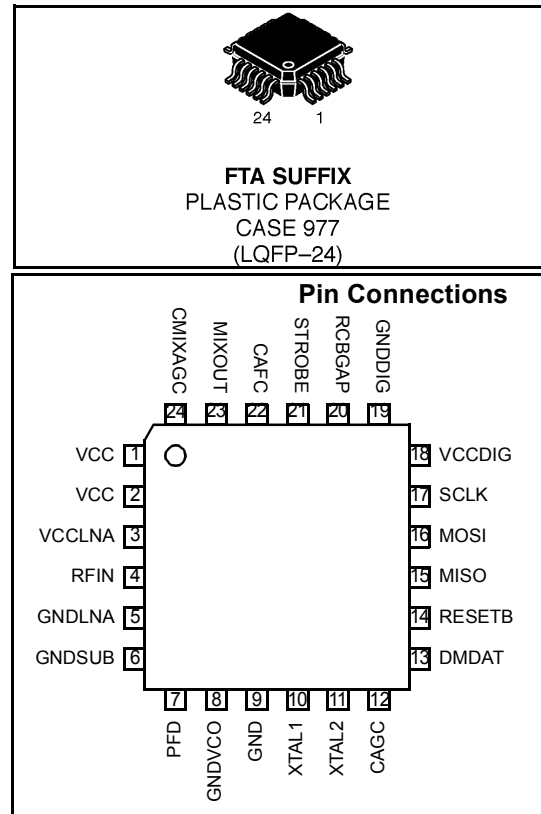 24 1
FTA SUFFIX
PLASTIC PACKAGE
CASE 977
(LQFP–24)
Pin Connections
CMIXAGC
MIXOUT
CAFC
STROBE
RCBGAP
GNDDIG
24 23 22 21 20 19
VCC 1
VCC 2
VCCLNA 3
RFIN 4
GNDLNA 5
GNDSUB 6
18 VCCDIG
17 SCLK
16 MOSI
15 MISO
14 RESETB
13 DMDAT
7 8 9 10 11 12
PFD
GNDVCO
GND
XTAL1
XTAL2
CAGC